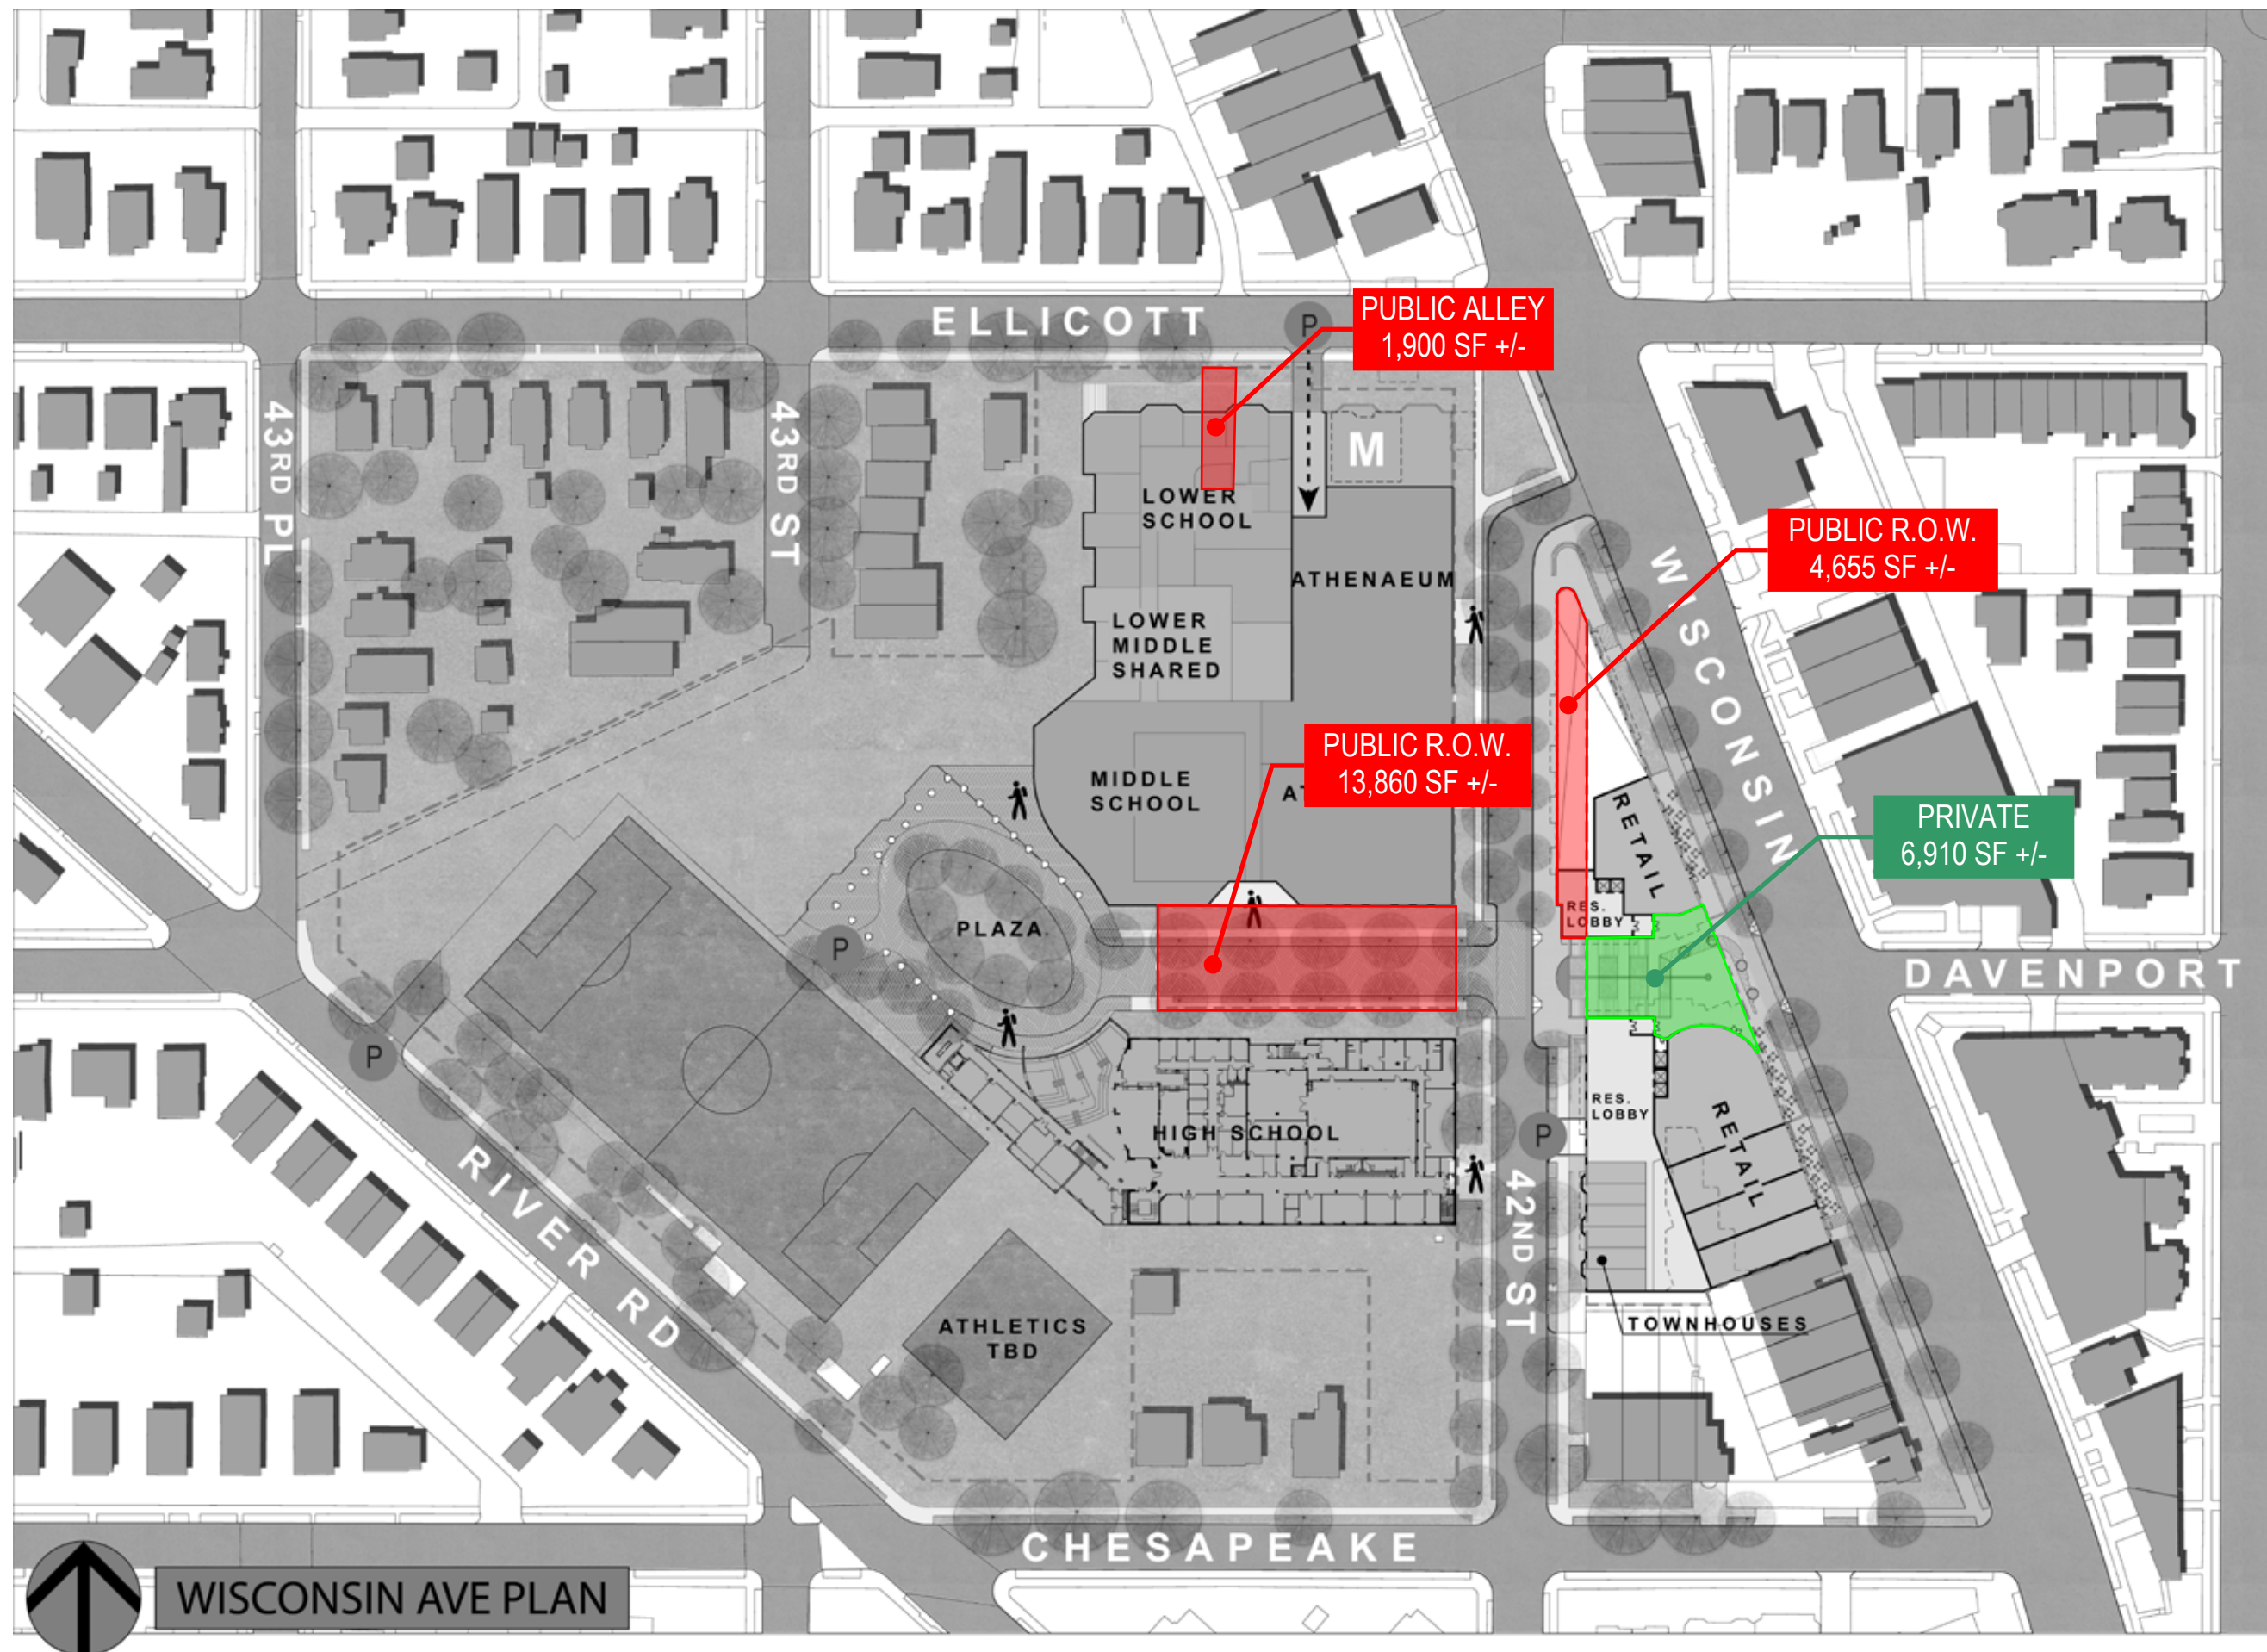 ELLICOTT
P
PUBLIC ALLEY
1,900 SF +/-
43RD PL
43RD ST
M
LOWER
SCHOOL
PUBLIC R.O.W.
4,655 SF +/-
WISCONSIN
ATHENAEUM
LOWER
MIDDLE
SHARED
PUBLIC R.O.W.
13,860 SF +/-
MIDDLE
SCHOOL
RETAIL
PRIVATE
6,910 SF +/-
RES.
LOBBY
PLAZA
P
DAVENPORT
P
RES.
LOBBY
HIGH SCHOOL
P
RETAIL
RIVER RD
42ND ST
ATHLETICS
TBD
TOWNHOUSES
CHESAPEAKE
WISCONSIN AVE PLAN